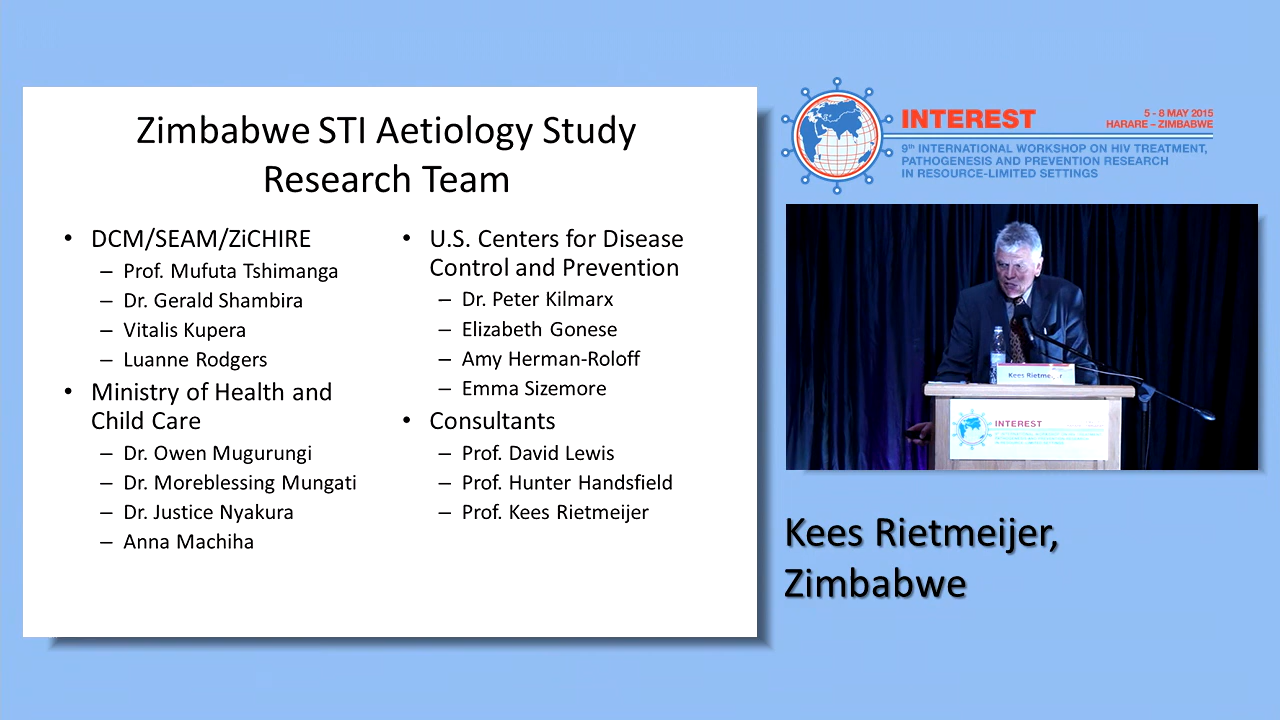 Zimbabwe STI Aetiology Study
Research Team
• DCM/SEAM/ZiCHIRE
– Prof. Mufuta Tshimanga
– Dr. Gerald Shambira
– Vitalis Kupera
– Luanne Rodgers
• Ministry of Health and
Child Care
– Dr. Owen Mugurungi
– Dr. Moreblessing Mungati
– Dr. Justice Nyakura
– Anna Machiha
• U.S. Centers for Disease
Control and Prevention
– Dr. Peter Kilmarx
– Elizabeth Gonese
– Amy Herman-Roloff
– Emma Sizemore
• Consultants
– Prof. David Lewis
– Prof. Hunter Handsfield
– Prof. Kees Rietmeijer
INTEREST
5 - 8 MAY 2015
HARARE – ZIMBABWE
9th INTERNATIONAL WORKSHOP ON HIV TREATMENT,
PATHOGENESIS AND PREVENTION RESEARCH
IN RESOURCE-LIMITED SETTINGS
Kees Rietmeijer
INTEREST
Kees Rietmeijer,
Zimbabwe